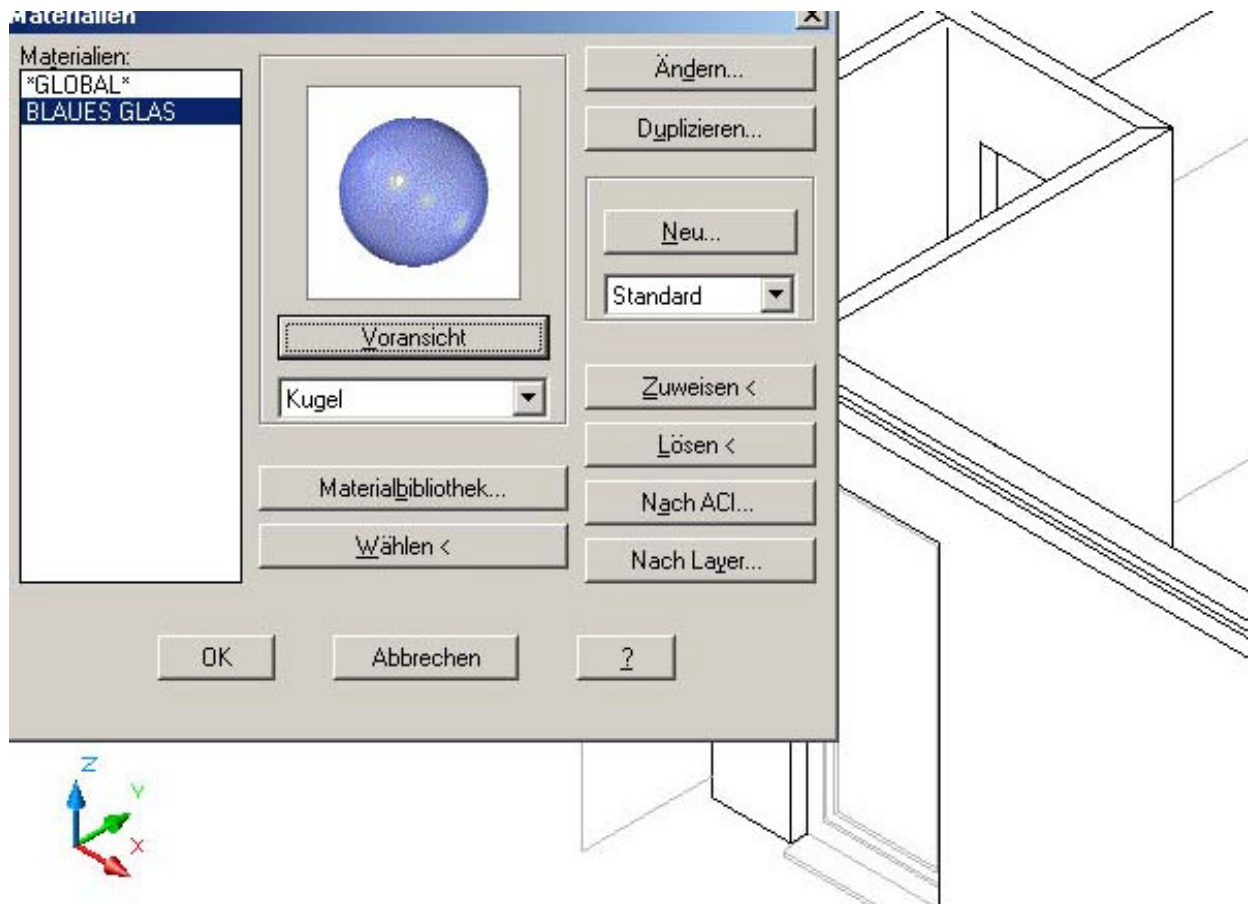 Materialien
Materialien:
*GLOBAL*
BLAUES GLAS
Voransicht
Kugel
Materialbibliothek...
Wählen <
Ändern...
Duplizieren...
Neu...
Standard
Zuweisen <
Lösen <
Nach ACI...
Nach Layer...
OK
Abbrechen
?
Z
Y
X